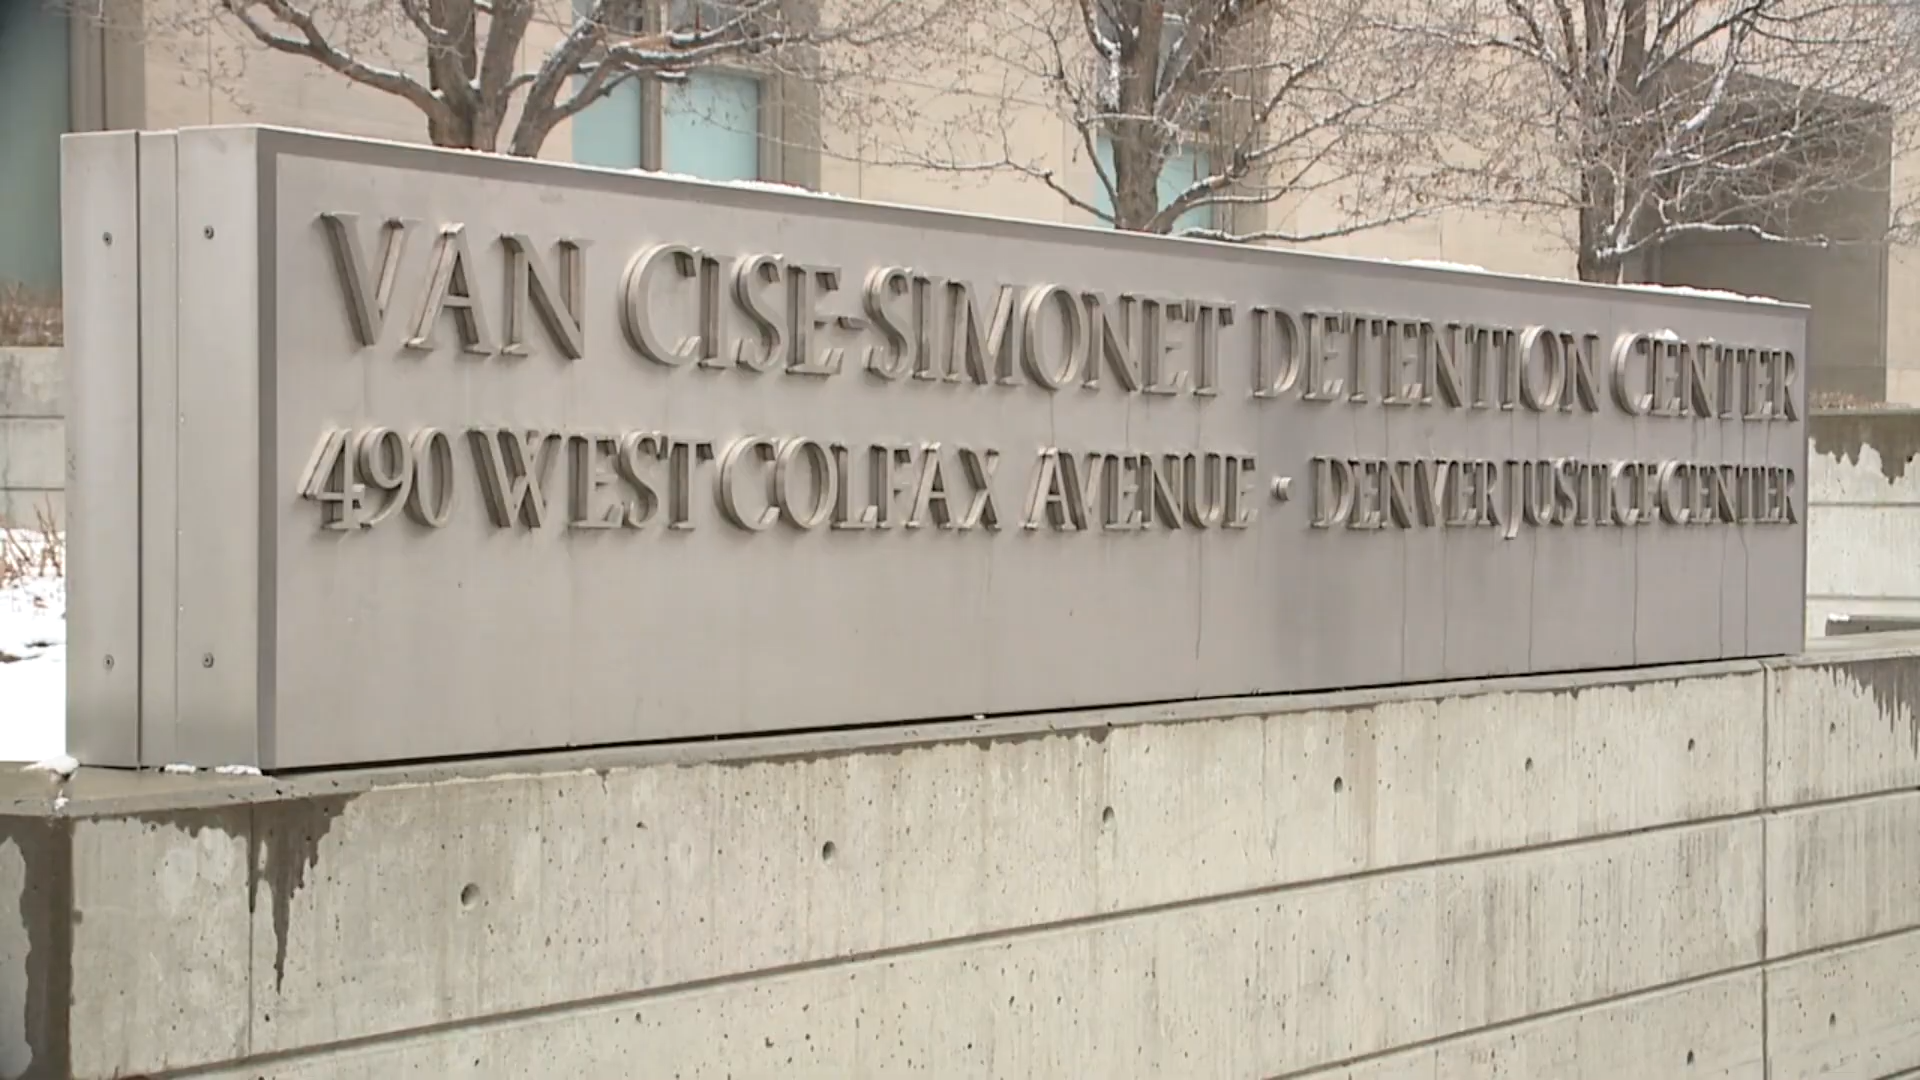 VAN CISE-SIMONET DETENTION CENTER
490 WEST COLFAX AVENUE • DENVER JUSTICE CENTER